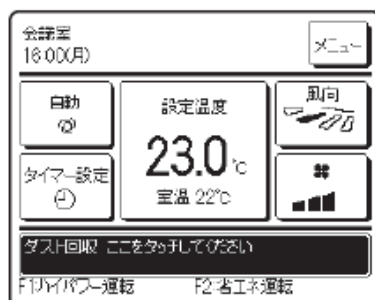 会議室
16:00(月)
メニュー
自動
設定温度
風向
23.0℃
タイマー設定
室温 22℃
ダスト回収 ここをタッチしてください
F1:ハイパワー運転 F2:省エネ運転